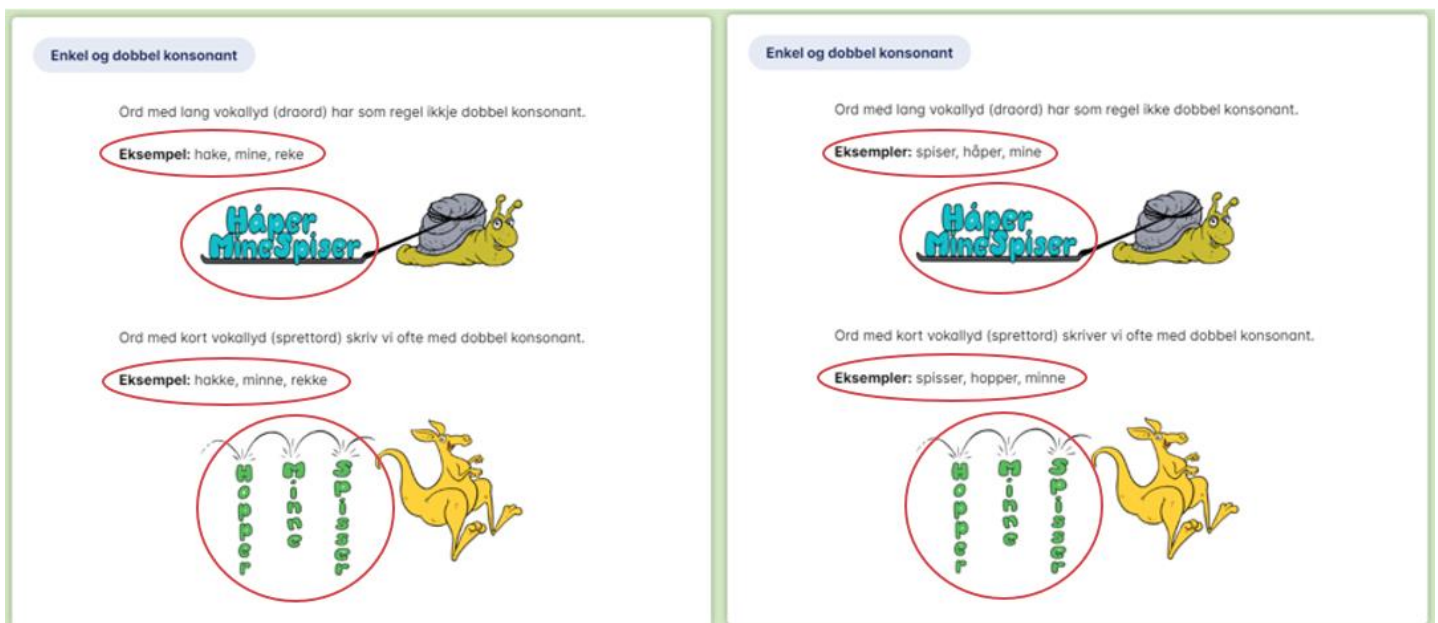 Enkel og dobbel konsonant
Ord med lang vokallyd (draord) har som regel ikkje dobbel konsonant.
Eksempel: hake, mine, reke
Håper
Mine Spiser
Ord med kort vokallyd (sprettord) skriv vi ofte med dobbel konsonant.
Eksempel: hakke, minne, rekke
Hopper
Minne
Spisser
Enkel og dobbel konsonant
Ord med lang vokallyd (draord) har som regel ikke dobbel konsonant.
Eksempler: spiser, håper, mine
Håper
Mine Spiser
Ord med kort vokallyd (sprettord) skriver vi ofte med dobbel konsonant.
Eksempler: spisser, hopper, minne
Hopper
Minne
Spisser